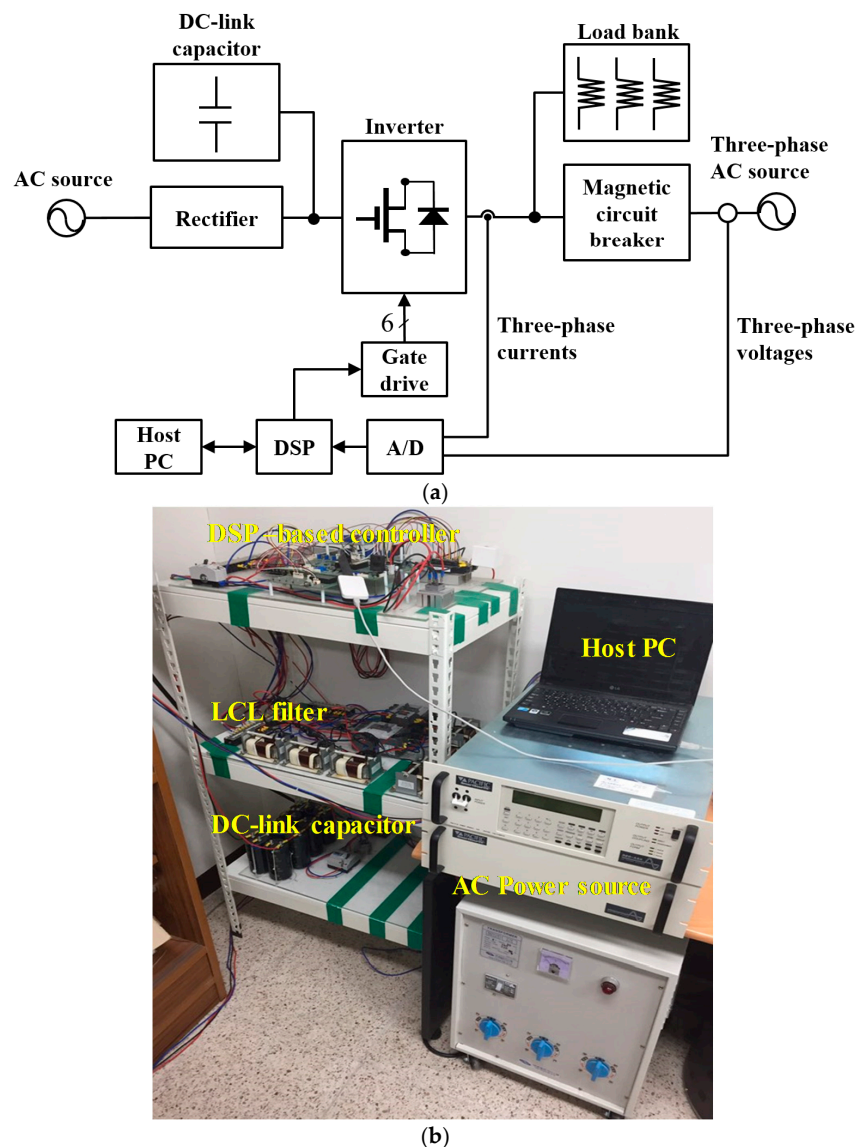 DC-link
capacitor
Load bank
Inverter
Three-phase
AC source
AC source
Rectifier
Magnetic
circuit
breaker
6
Three-phase
currents
Three-phase
voltages
Gate
drive
Host
PC
DSP
A/D
(a)
DSP –based controller
Host PC
LCL filter
DC-link capacitor
PACIFIC
AC Power source
(b)